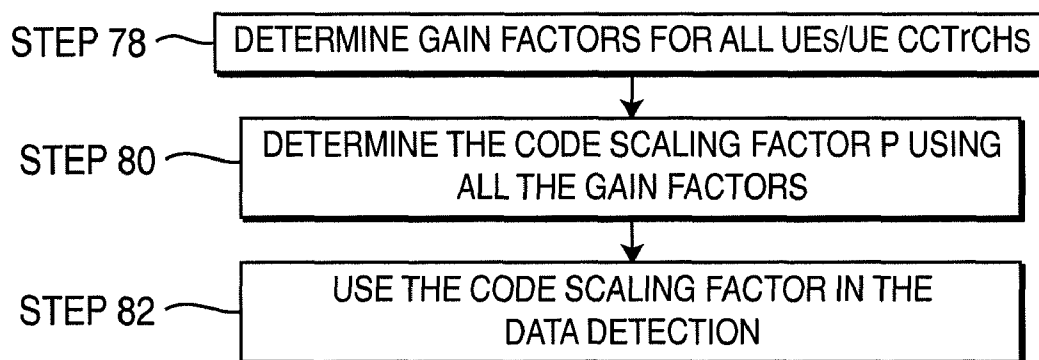 STEP 78
DETERMINE GAIN FACTORS FOR ALL UEs/UE CCTrCHs
STEP 80
DETERMINE THE CODE SCALING FACTOR P USING
ALL THE GAIN FACTORS
STEP 82
USE THE CODE SCALING FACTOR IN THE
DATA DETECTION